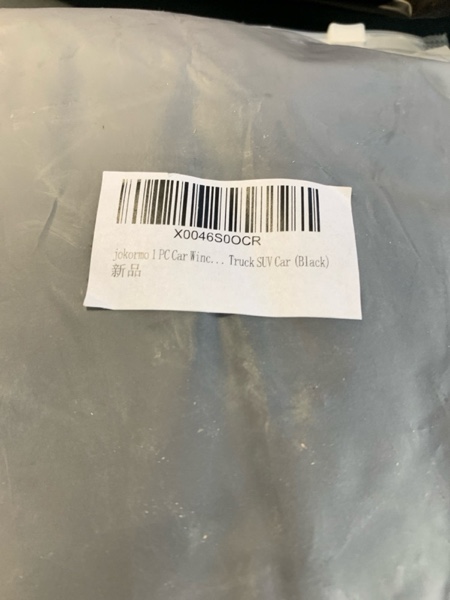 X0046S0OCR
jokormo 1 PC Car Winc... Truck SUV Car (Black)
新品